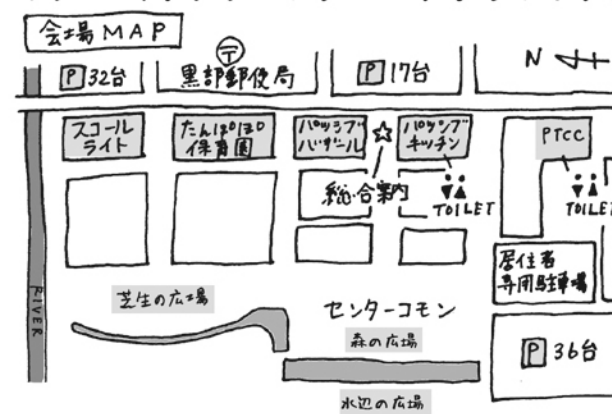 会場MAP
〒
P 32台
黒部郵便局
P 17台
N
スコール
ライト
たんぽぽ
保育園
パッシブ
バザール
☆
パッシブ
キッチン
PTCC
総合案内
TOILET
TOILET
居住者
専用駐車場
RIVER
芝生の広場
センターコモン
森の広場
P 36台
水辺の広場